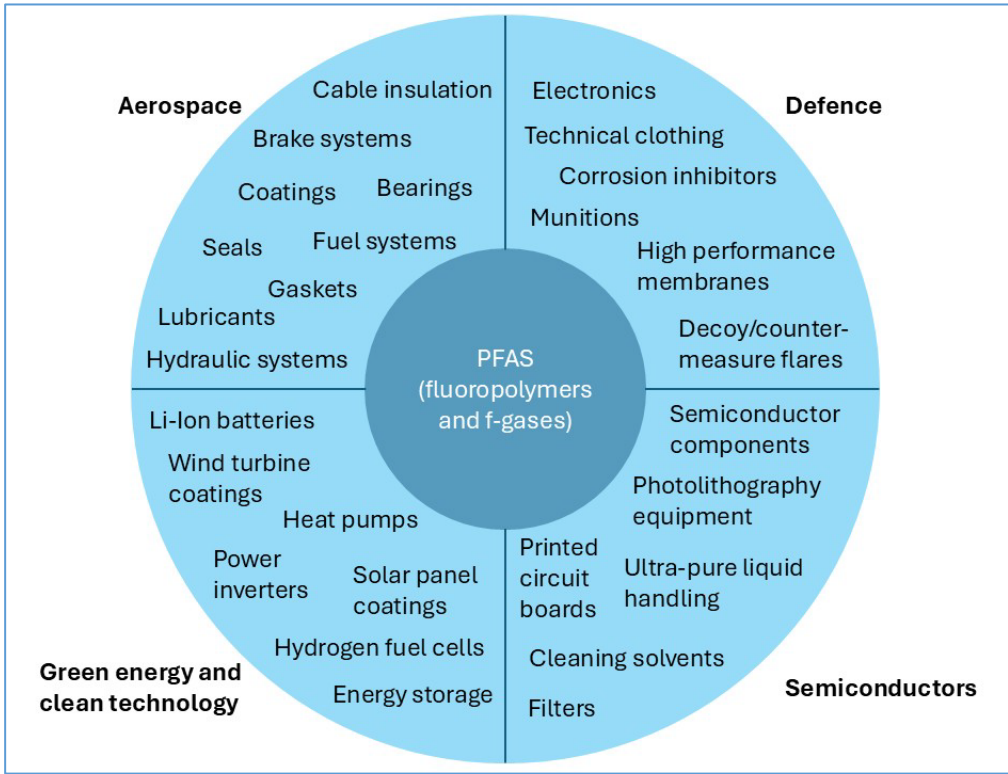 Aerospace
Cable insulation
Brake systems
Coatings
Bearings
Seals
Fuel systems
Gaskets
Lubricants
Hydraulic systems
Defence
Electronics
Technical clothing
Corrosion inhibitors
Munitions
High performance
membranes
Decoy/counter-
measure flares
PFAS
(fluoropolymers
and f-gases)
Green energy and
clean technology
Li-Ion batteries
Wind turbine
coatings
Heat pumps
Power
inverters
Solar panel
coatings
Hydrogen fuel cells
Energy storage
Semiconductors
Semiconductor
components
Photolithography
equipment
Printed
circuit
boards
Ultra-pure liquid
handling
Cleaning solvents
Filters